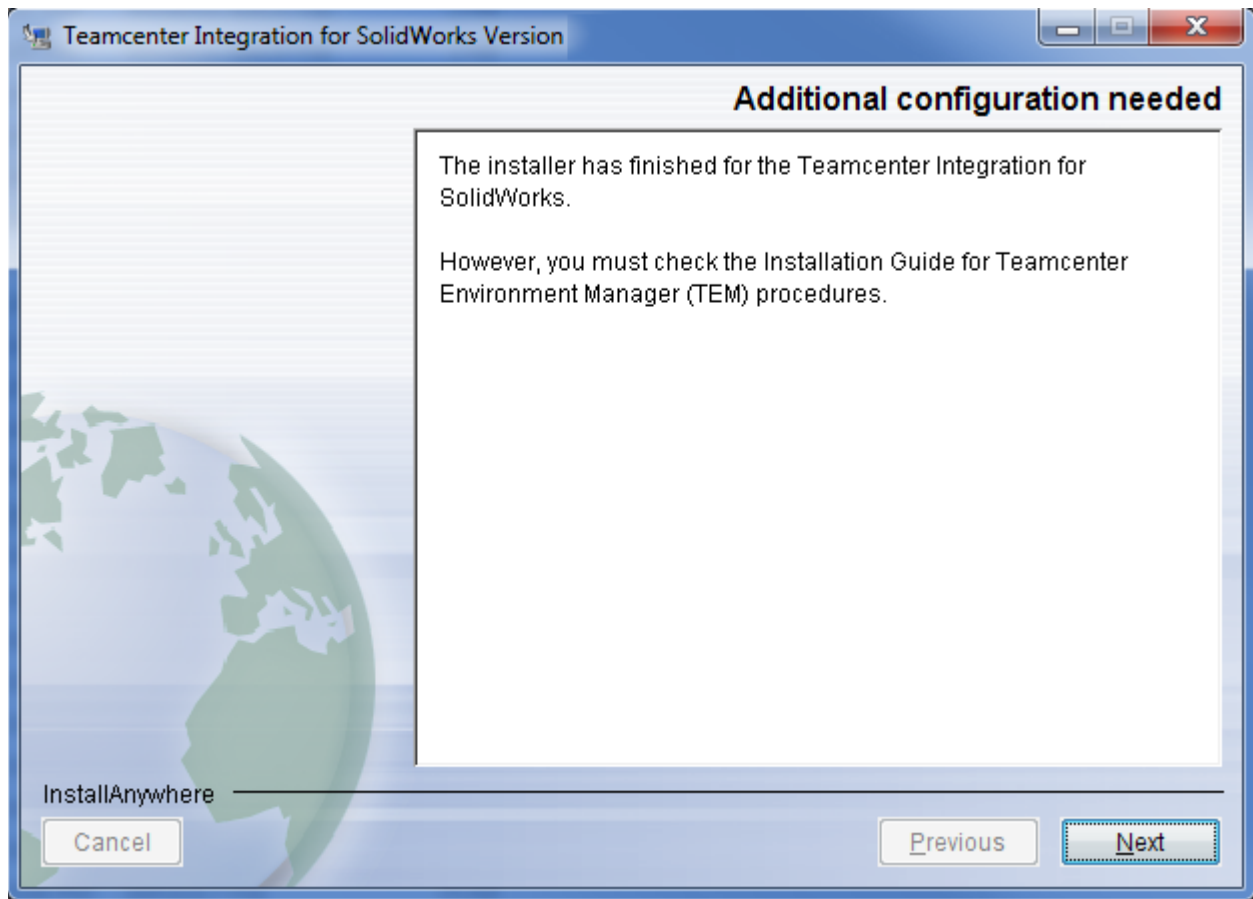 Teamcenter Integration for SolidWorks Version
Additional configuration needed
The installer has finished for the Teamcenter Integration for
SolidWorks.
However, you must check the Installation Guide for Teamcenter
Environment Manager (TEM) procedures.
InstallAnywhere
Cancel
Previous
Next